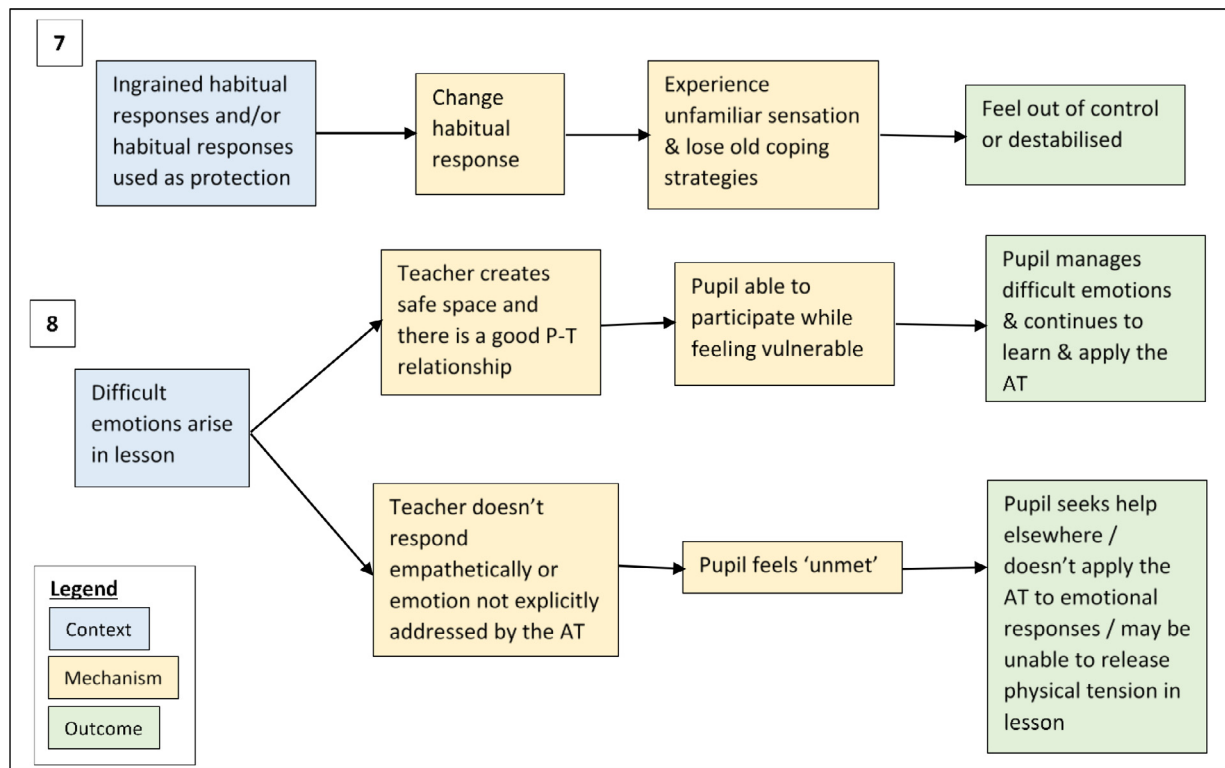 7
Ingrained habitual
responses and/or
habitual responses
used as protection
Change
habitual
response
Experience
unfamiliar sensation
& lose old coping
strategies
Feel out of control
or destabilised
8
Difficult
emotions arise
in lesson
Teacher creates
safe space and
there is a good P-T
relationship
Pupil able to
participate while
feeling vulnerable
Pupil manages
difficult emotions
& continues to
learn & apply the
AT
Teacher doesn’t
respond
empathetically or
emotion not explicitly
addressed by the AT
Pupil feels ‘unmet’
Pupil seeks help
elsewhere /
doesn’t apply the
AT to emotional
responses / may be
unable to release
physical tension in
lesson
Legend
Context
Mechanism
Outcome